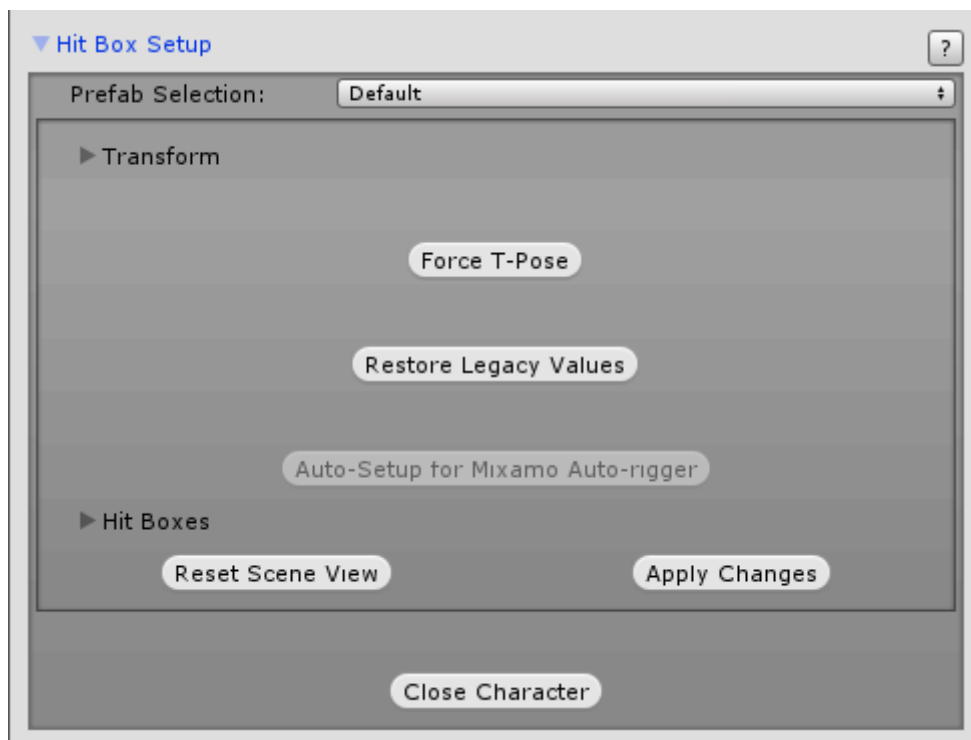 Hit Box Setup
?
Prefab Selection: Default
Transform
Force T-Pose
Restore Legacy Values
Auto-Setup for Mixamo Auto-rigger
Hit Boxes
Reset Scene View Apply Changes
Close Character